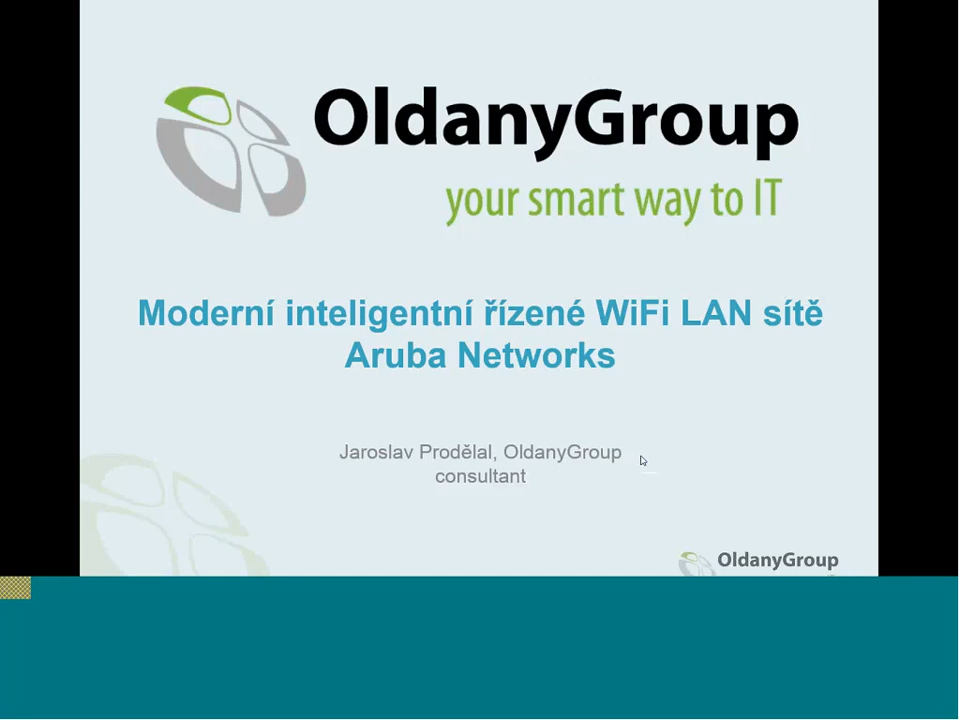 OldanyGroup
your smart way to IT
Moderní inteligentní řízené WiFi LAN sítě
Aruba Networks
Jaroslav Prodělal, OldanyGroup
consultant
OldanyGroup